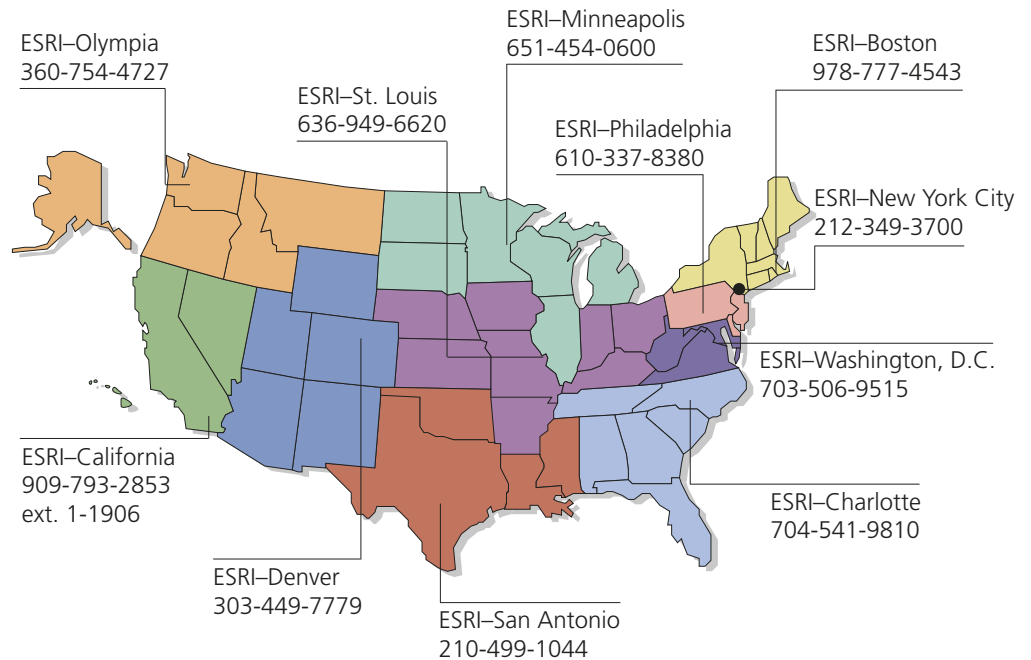 ESRI–Minneapolis
651-454-0600
ESRI–Olympia
360-754-4727
ESRI–Boston
978-777-4543
ESRI–St. Louis
636-949-6620
ESRI–Philadelphia
610-337-8380
ESRI–New York City
212-349-3700
ESRI–Washington, D.C.
703-506-9515
ESRI–California
909-793-2853
ext. 1-1906
ESRI–Charlotte
704-541-9810
ESRI–Denver
303-449-7779
ESRI–San Antonio
210-499-1044